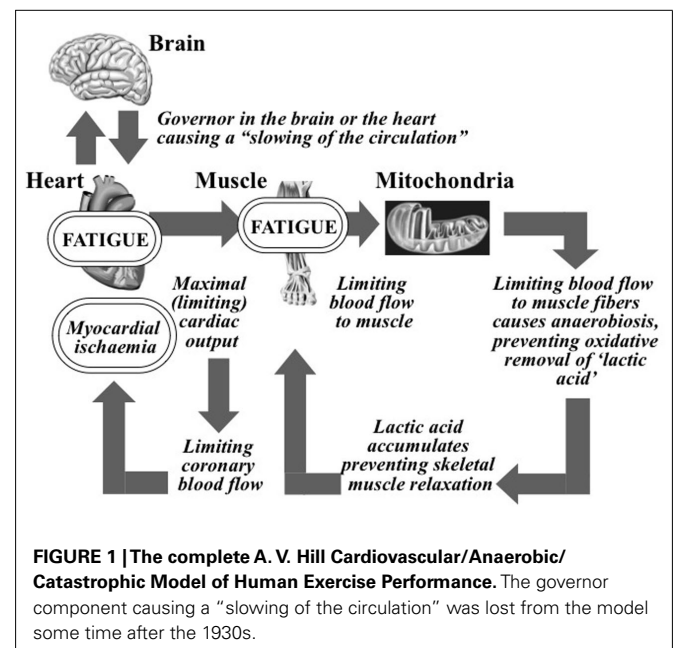 Brain
Governor in the brain or the heart
causing a “slowing of the circulation”
Heart
Muscle
Mitochondria
FATIGUE
FATIGUE
Myocardial
ischaemia
Maximal
(limiting)
cardiac
output
Limiting
blood flow
to muscle
Limiting blood flow
to muscle fibers
causes anaerobiosis,
preventing oxidative
removal of ‘lactic
acid’
Limiting
coronary
blood flow
Lactic acid
accumulates
preventing skeletal
muscle relaxation
FIGURE 1 | The complete A. V. Hill Cardiovascular/Anaerobic/
Catastrophic Model of Human Exercise Performance. The governor
component causing a “slowing of the circulation” was lost from the model
some time after the 1930s.